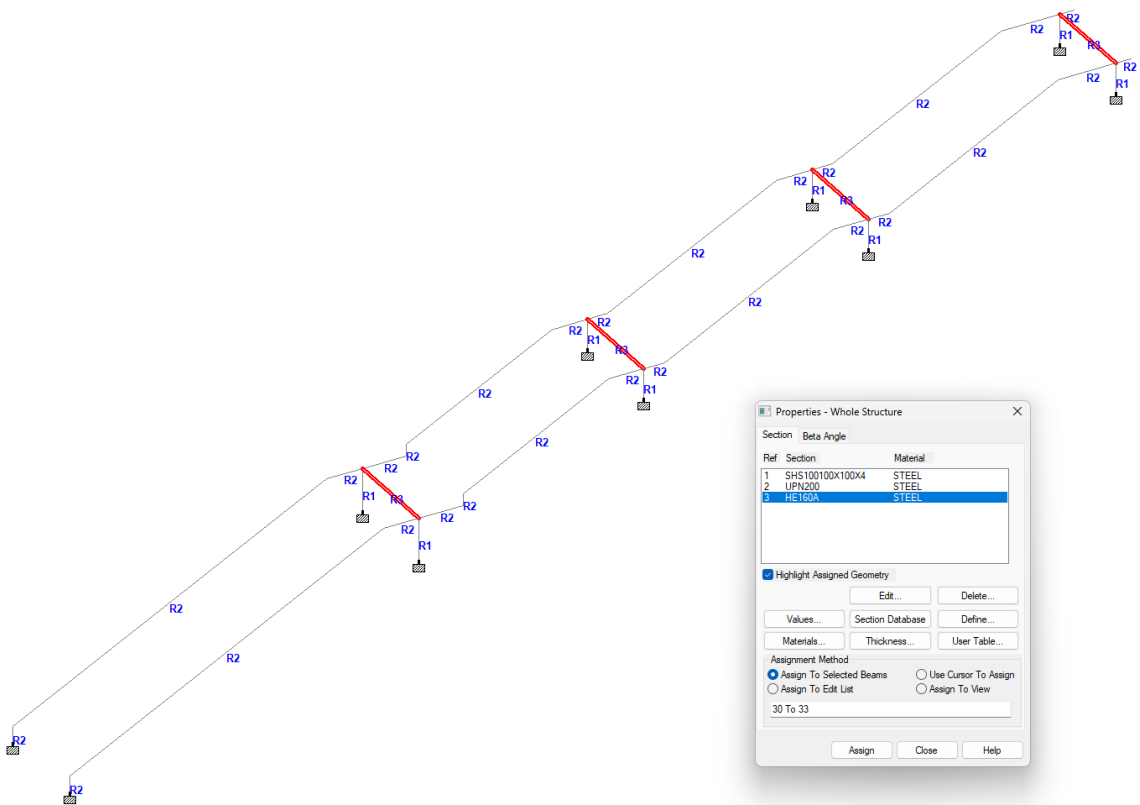 R2
R2
R1
R3
R2
R2
R1
R2
R2
R2
R2
R1
R3
R2
R2
R1
R2
R2
R2
R2
R1
R3
R2
R2
R1
R2
R2
R2
R2
R2
R1
R3
R2
R2
R2
R1
R2
R2
R2
R2
Properties - Whole Structure
Section Beta Angle
Ref Section Material
1 SHS100100X100X4 STEEL
2 UPN200 STEEL
3 HE160A STEEL
Highlight Assigned Geometry
Edit... Delete...
Values... Section Database Define...
Materials... Thickness... User Table...
Assignment Method
Assign To Selected Beams Use Cursor To Assign
Assign To Edit List Assign To View
30 To 33
Assign Close Help